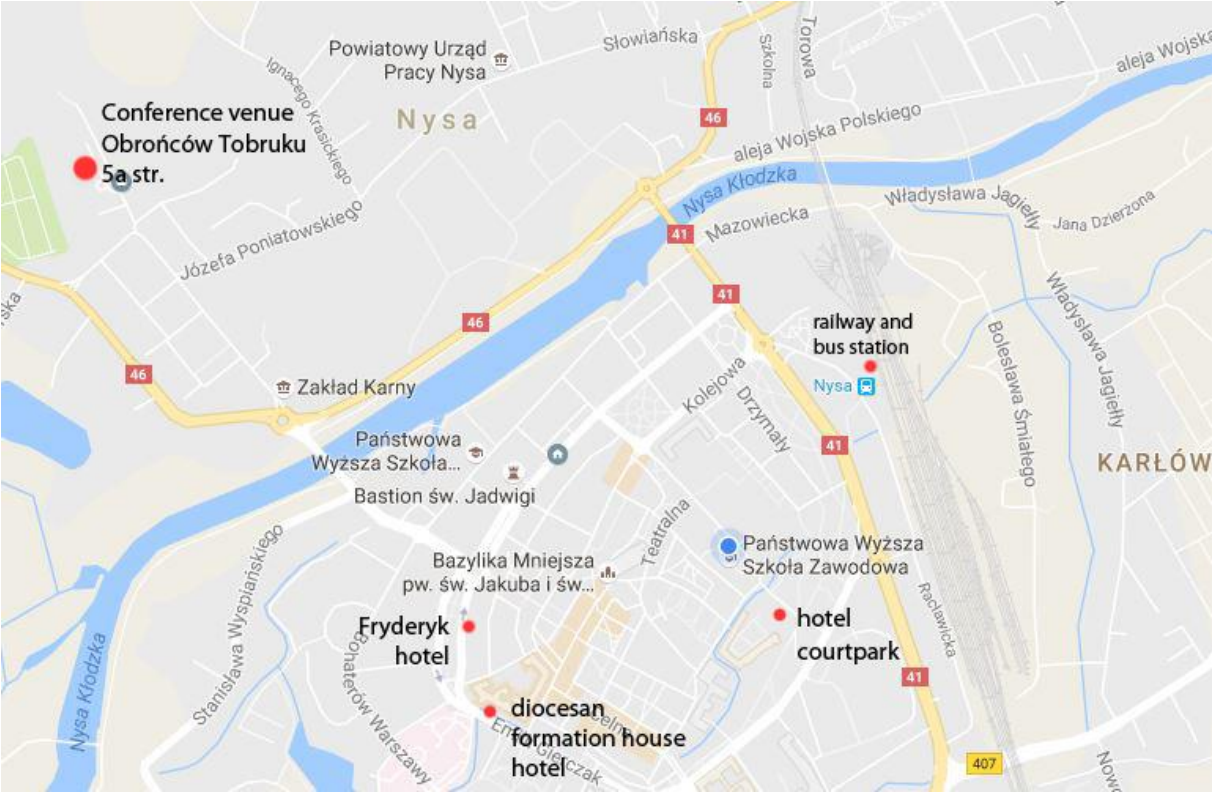 Powiatowy Urząd
Pracy Nysa
Słowiańska
Szkolna
Torowa
aleja Wojska
Ignacego Krasickiego
Nysa
46
aleja Wojska Polskiego
Conference venue
Obrońców Tobruku
5a str.
Nysa Kłodzka
Władysława Jagiełły
Jana Dzierżona
Mazowiecka
41
Józefa Poniatowskiego
41
46
railway and
bus station
Nysa
Władysława Jagiełły
Bolesława Śmiałego
46
Zakład Karny
Kolejowa
Drzymały
41
KARŁÓW
Państwowa
Wyższa Szkoła...
Bastion św. Jadwigi
Teatralna
Państwowa Wyższa
Szkoła Zawodowa
Bazylika Mniejsza
pw. św. Jakuba i św...
Stanisława Wyspiańskiego
Racławicka
Fryderyk
hotel
hotel
courtpark
Bohaterów Warszawy
Nysa Kłodzka
41
diocesan
formation house
hotel
celna
Emilii Gierczak
407
Nowo